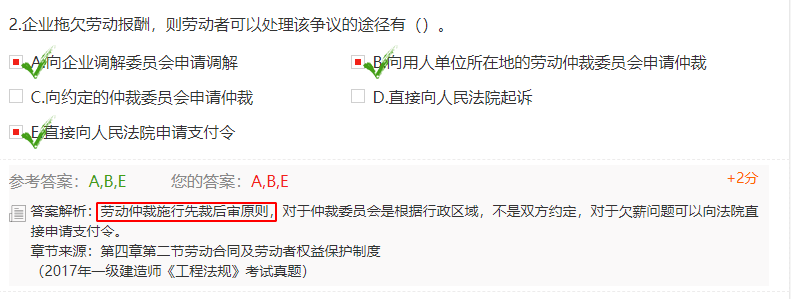 2.企业拖欠劳动报酬，则劳动者可以处理该争议的途径有（）。
A.向企业调解委员会申请调解
B.向用人单位所在地的劳动仲裁委员会申请仲裁
C.向约定的仲裁委员会申请仲裁
D.直接向人民法院起诉
E.直接向人民法院申请支付令
参考答案： A,B,E 您的答案： A,B,E +2分
答案解析：劳动仲裁施行先裁后审原则，对于仲裁委员会是根据行政区域，不是双方约定，对于欠薪问题可以向法院直
接申请支付令。
章节来源：第四章第二节劳动合同及劳动者权益保护制度
（2017年一级建造师《工程法规》考试真题）